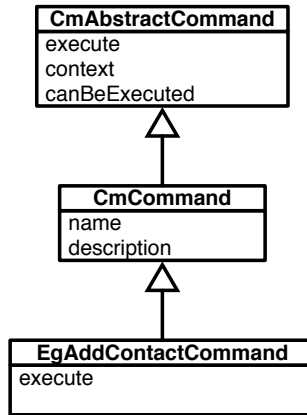 CmAbstractCommand
execute
context
canBeExecuted
CmCommand
name
description
EgAddContactCommand
execute